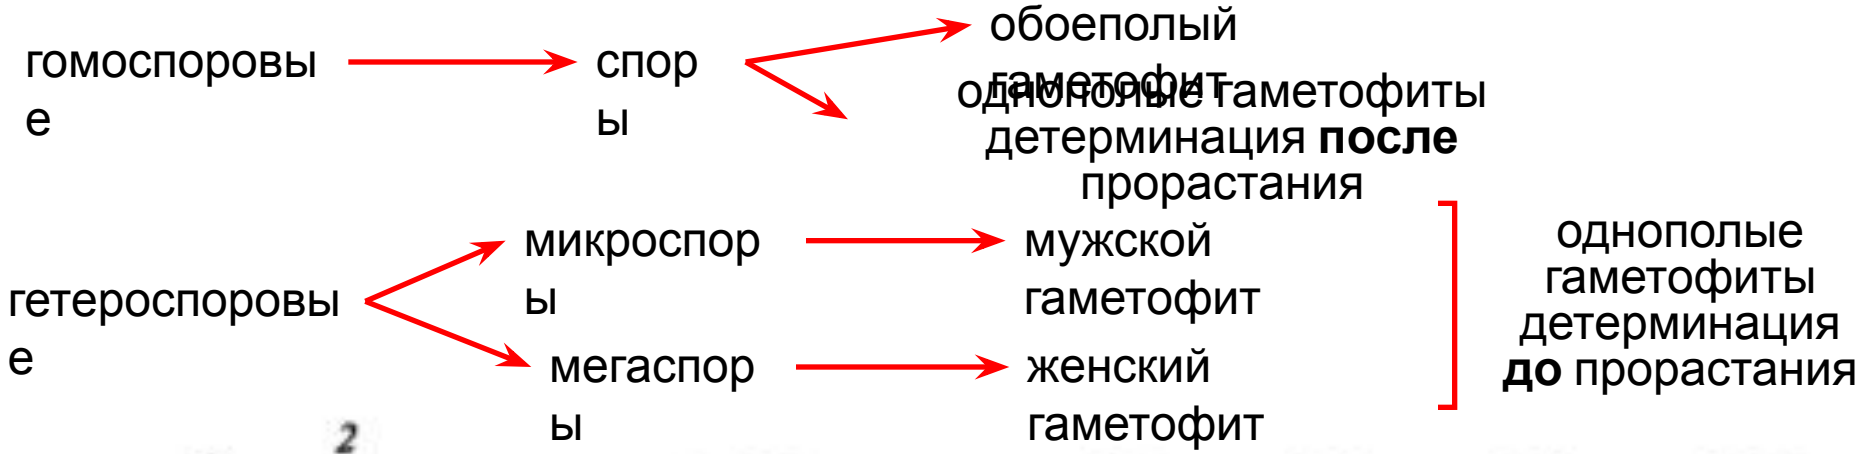 гомоспоровы
е
спор
ы
обоеполый
гаметофит
однополые гаметофиты
детерминация после
прорастания
гетероспоровы
е
микроспор
ы
мужской
гаметофит
мегаспор
ы
женский
гаметофит
однополые
гаметофиты
детерминация
до прорастания
2